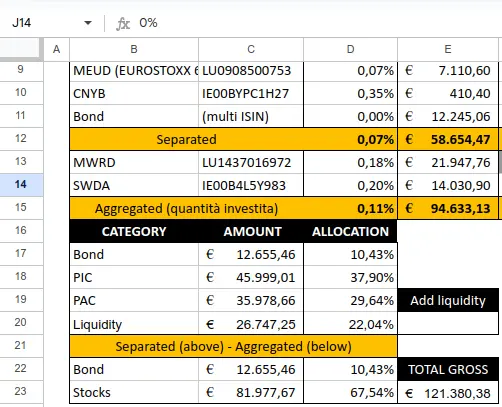 J14 fx 0%
A B C D E
9 MEUD (EUROSTOXX 6 LU0908500753 0,07% € 7.110,60
10 CNYB IE00BYPC1H27 0,35% € 410,40
11 Bond (multi ISIN) 0,00% € 12.245,06
12 Separated 0,07% € 58.654,47
13 MWRD LU1437016972 0,18% € 21.947,76
14 SWDA IE00B4L5Y983 0,20% € 14.030,90
15 Aggregated (quantità investita) 0,11% € 94.633,13
16 CATEGORY AMOUNT ALLOCATION
17 Bond € 12.655,46 10,43%
18 PIC € 45.999,01 37,90%
19 PAC € 35.978,66 29,64% Add liquidity
20 Liquidity € 26.747,25 22,04%
21 Separated (above) - Aggregated (below)
22 Bond € 12.655,46 10,43% TOTAL GROSS
23 Stocks € 81.977,67 67,54% € 121.380,38